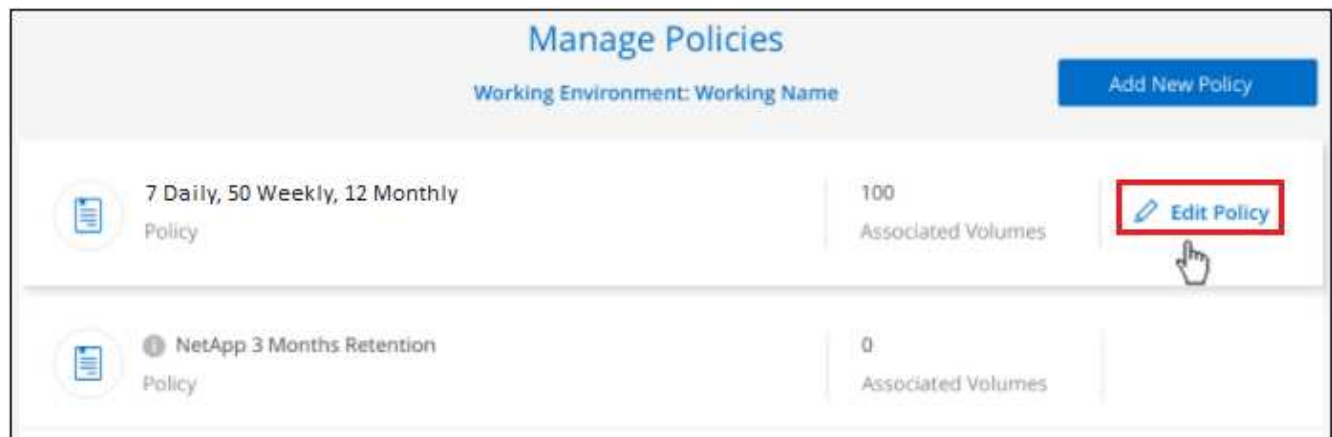 Manage Policies
Working Environment: Working Name
Add New Policy
7 Daily, 50 Weekly, 12 Monthly
Policy
100
Associated Volumes
Edit Policy
NetApp 3 Months Retention
Policy
0
Associated Volumes